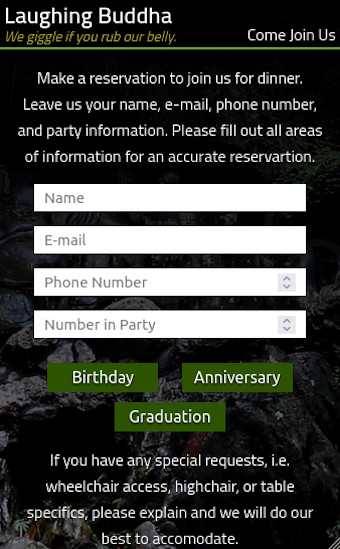 Laughing Buddha
We giggle if you rub our belly.
Come Join Us
Make a reservation to join us for dinner.
Leave us your name, e-mail, phone number,
and party information. Please fill out all areas
of information for an accurate reservartion.
Name
E-mail
Phone Number
Number in Party
Birthday
Anniversary
Graduation
If you have any special requests, i.e.
wheelchair access, highchair, or table
specifics, please explain and we will do our
best to accomodate.